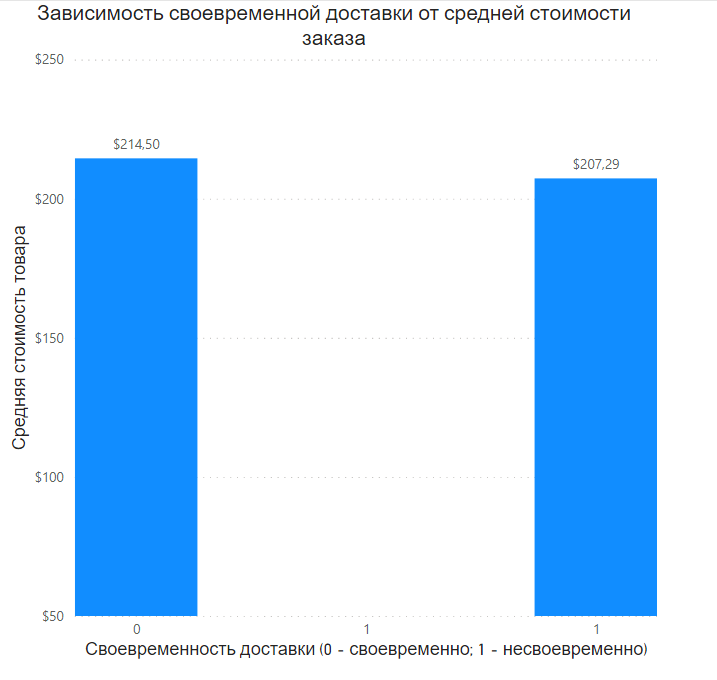 Зависимость своевременной доставки от средней стоимости
заказа
$250
$214,50
$207,29
$200
Средняя стоимость товара
$150
$100
$50
0 1 1
Своевременность доставки (0 - своевременно; 1 - несвоевременно)